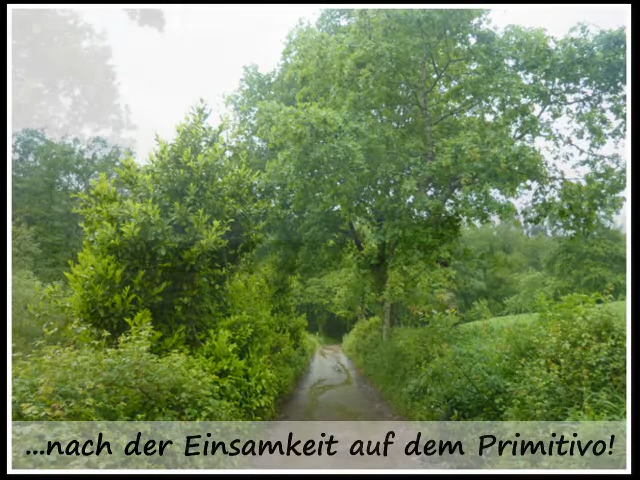 ...nach der Einsamkeit auf dem Primitivo!